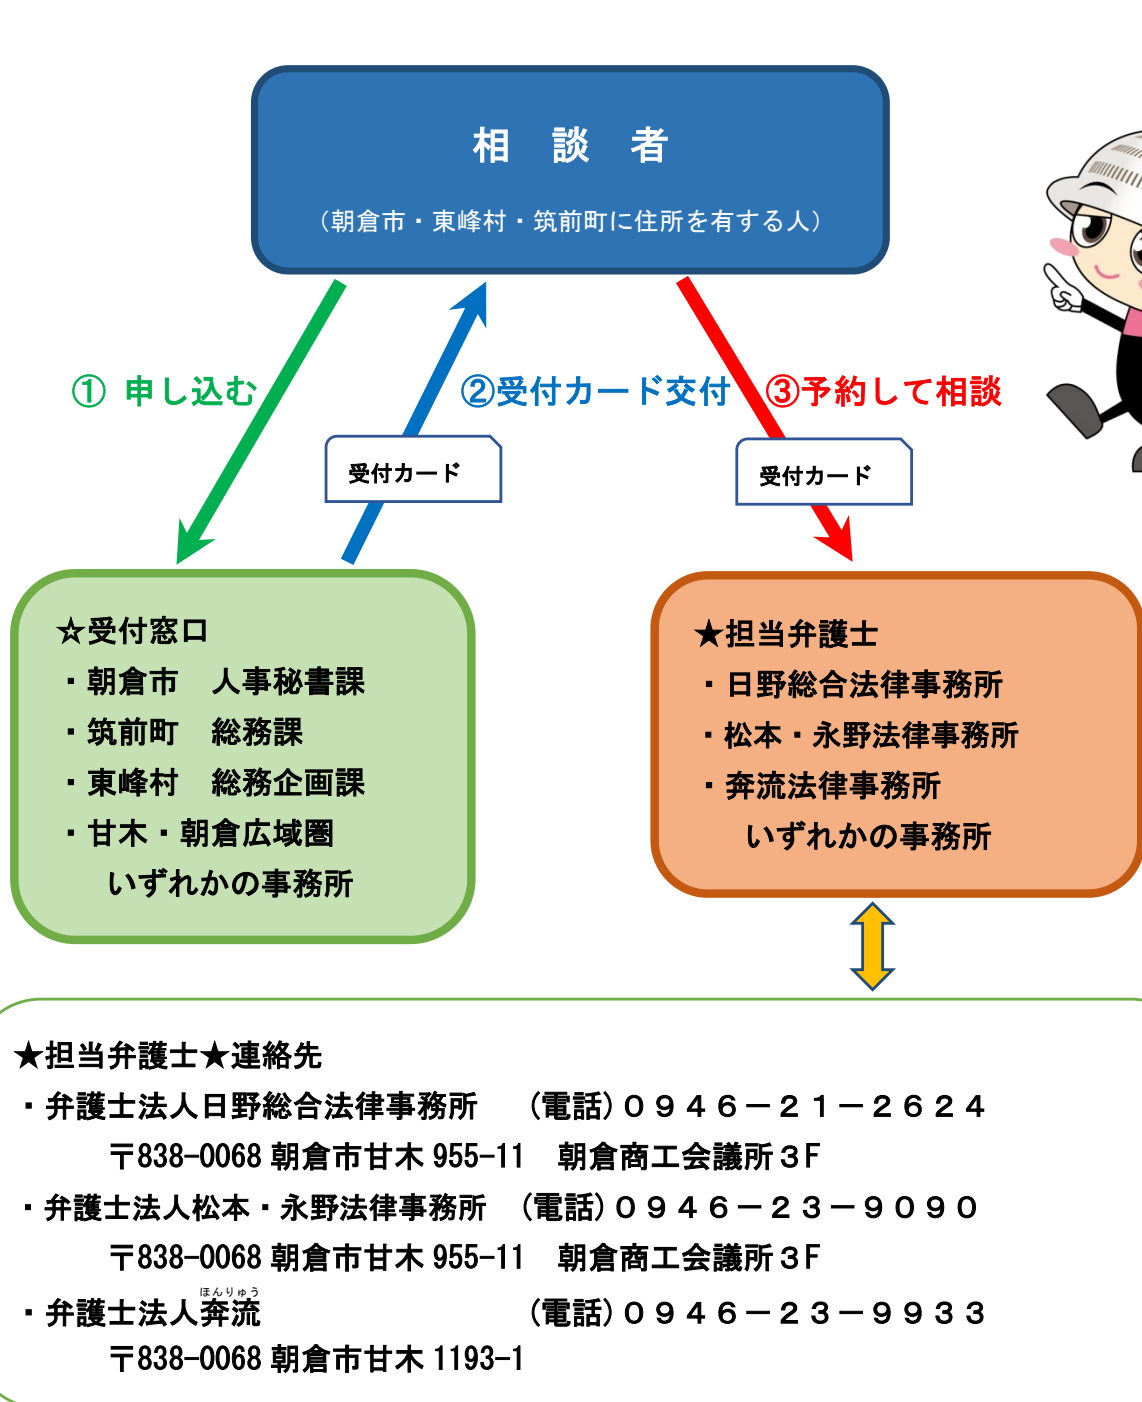 相　談　者
（朝倉市・東峰村・筑前町に住所を有する人）
① 申し込む
②受付カード交付
③予約して相談
受付カード
受付カード
☆受付窓口
・朝倉市　人事秘書課
・筑前町　総務課
・東峰村　総務企画課
・甘木・朝倉広域圏
いずれかの事務所
★担当弁護士
・日野総合法律事務所
・松本・永野法律事務所
・奔流法律事務所
いずれかの事務所
★担当弁護士★連絡先
・弁護士法人日野総合法律事務所　（電話）０９４６－２１－２６２４
〒838-0068 朝倉市甘木 955-11　朝倉商工会議所３F
・弁護士法人松本・永野法律事務所　（電話）０９４６－２３－９０９０
〒838-0068 朝倉市甘木 955-11　朝倉商工会議所３F
ほんりゅう
・弁護士法人奔流　（電話）０９４６－２３－９９３３
〒838-0068 朝倉市甘木 1193-1